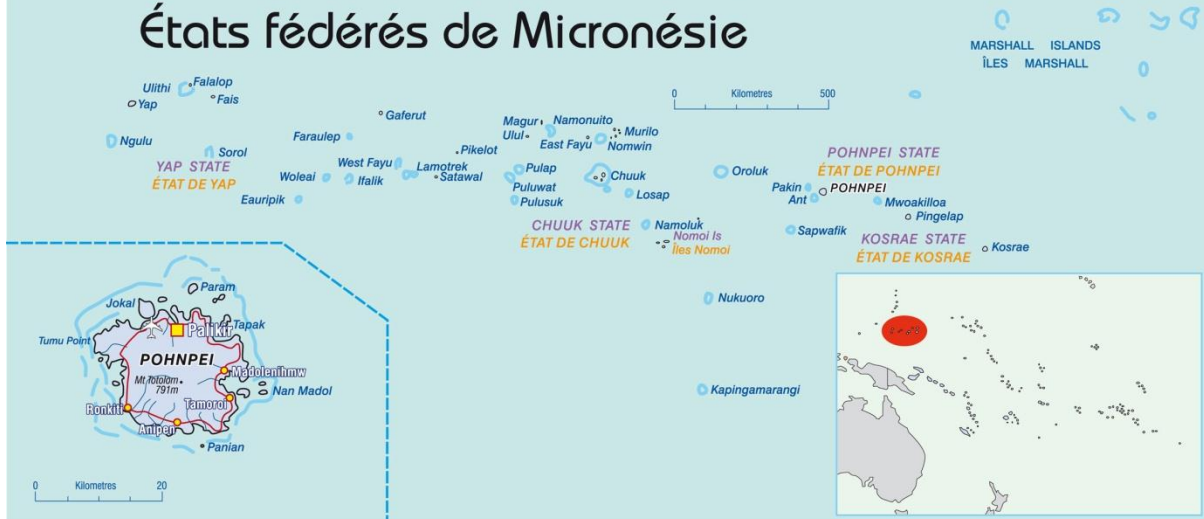 États fédérés de Micronésie
MARSHALL ISLANDS
ÎLES MARSHALL
Kilometres
0 500
Ulithi
Falalop
Yap
Fais
Ngulu
Sorol
YAP STATE
ÉTAT DE YAP
Gaferut
Faraulep
West Fayu
Woleai
Ifalik
Lamotrek
Satawal
Pikelot
Eauripik
Magur
Namonuito
Ulul
East Fayu
Murilo
Nomwin
Pulap
Puluwat
Pulusuk
Chuuk
Losap
CHUUK STATE
ÉTAT DE CHUUK
Namoluk
Nomoi Is
Îles Nomoi
Oroluk
POHNPEI STATE
ÉTAT DE POHNPEI
Pakin
POHNPEI
Ant
Mwoakilloa
Pingelap
Sapwafik
KOSRAE STATE
ÉTAT DE KOSRAE
Kosrae
Nukuoro
Kapingamarangi
Param
Jokal
Palikir
Tapak
Tumu Point
POHNPEI
Madolenihmw
Mt Totolom
791m
Nan Madol
Tamoroi
Ronkiti
Anipen
Panian
0 Kilometres 20